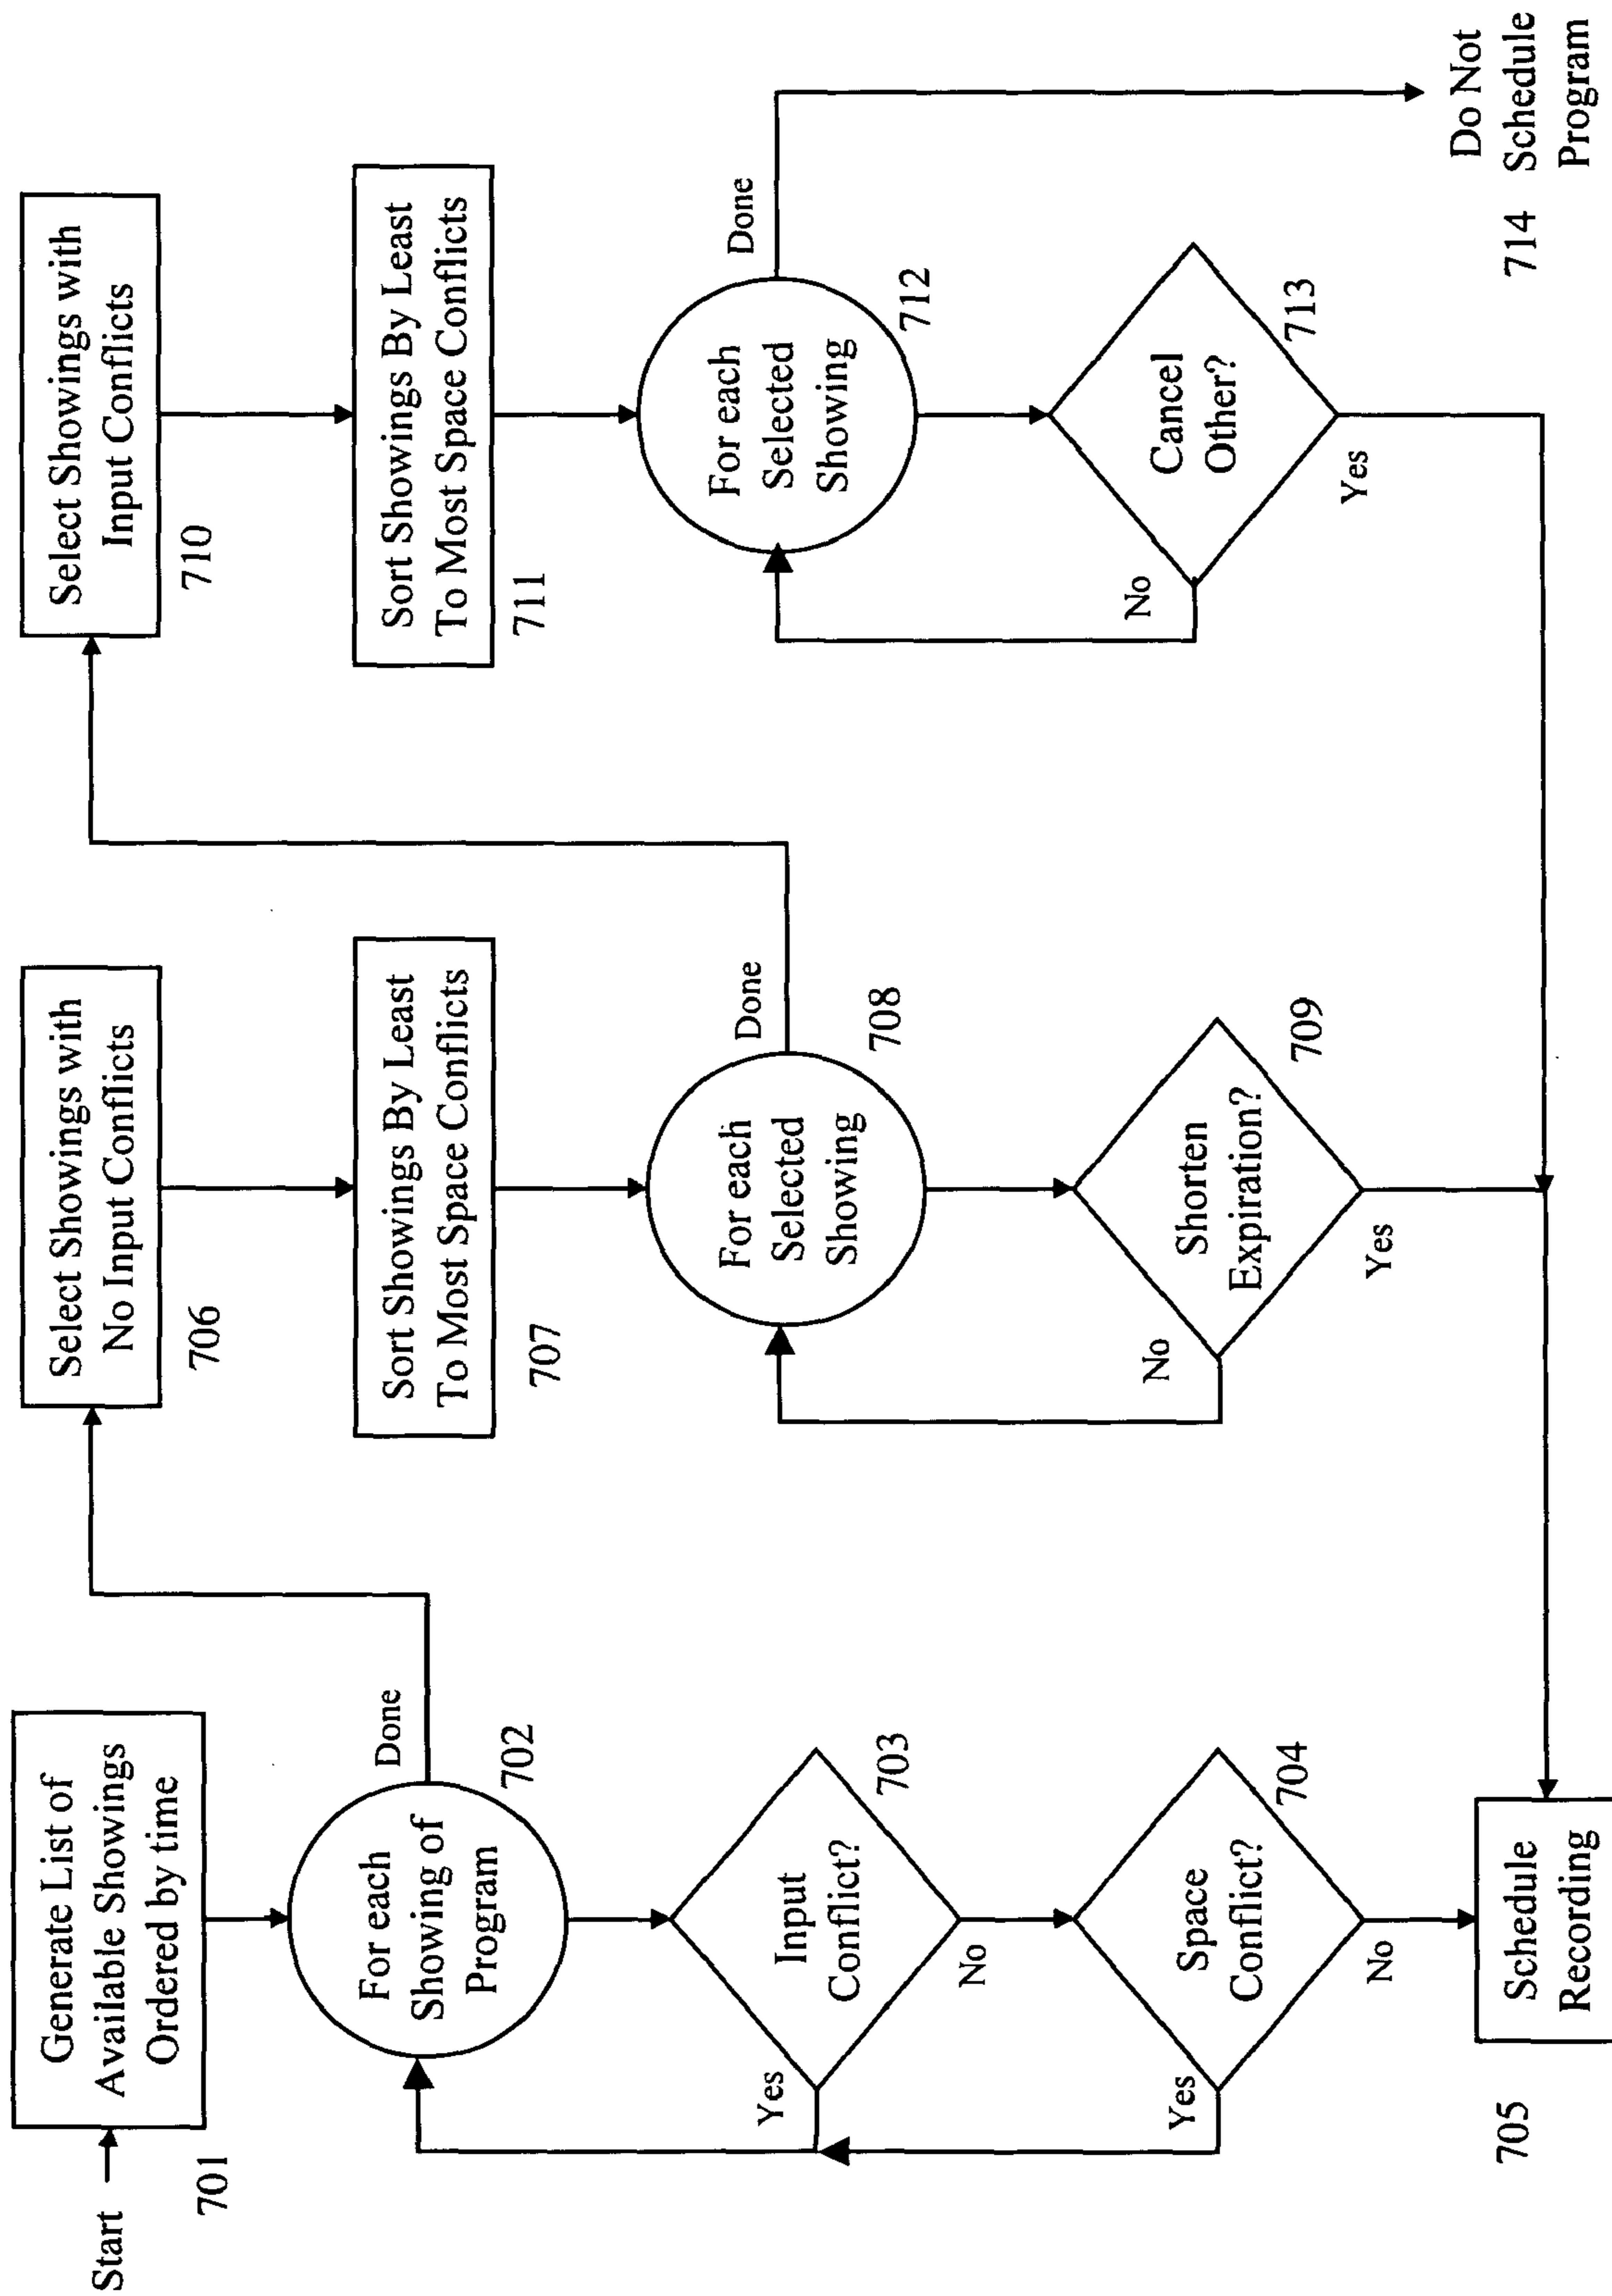 Start
Generate List of
Available Showings
Ordered by time
701
For each
Showing of
Program
Done
702
Input
Conflict?
703
Yes
No
Space
Conflict?
704
Yes
No
Schedule
Recording
705
Select Showings with
No Input Conflicts
706
Sort Showings By Least
To Most Space Conflicts
707
For each
Selected
Showing
Done
708
Shorten
Expiration?
709
No
Yes
Select Showings with
Input Conflicts
710
Sort Showings By Least
To Most Space Conflicts
711
For each
Selected
Showing
Done
712
Cancel
Other?
713
No
Yes
Do Not
714 Schedule
Program